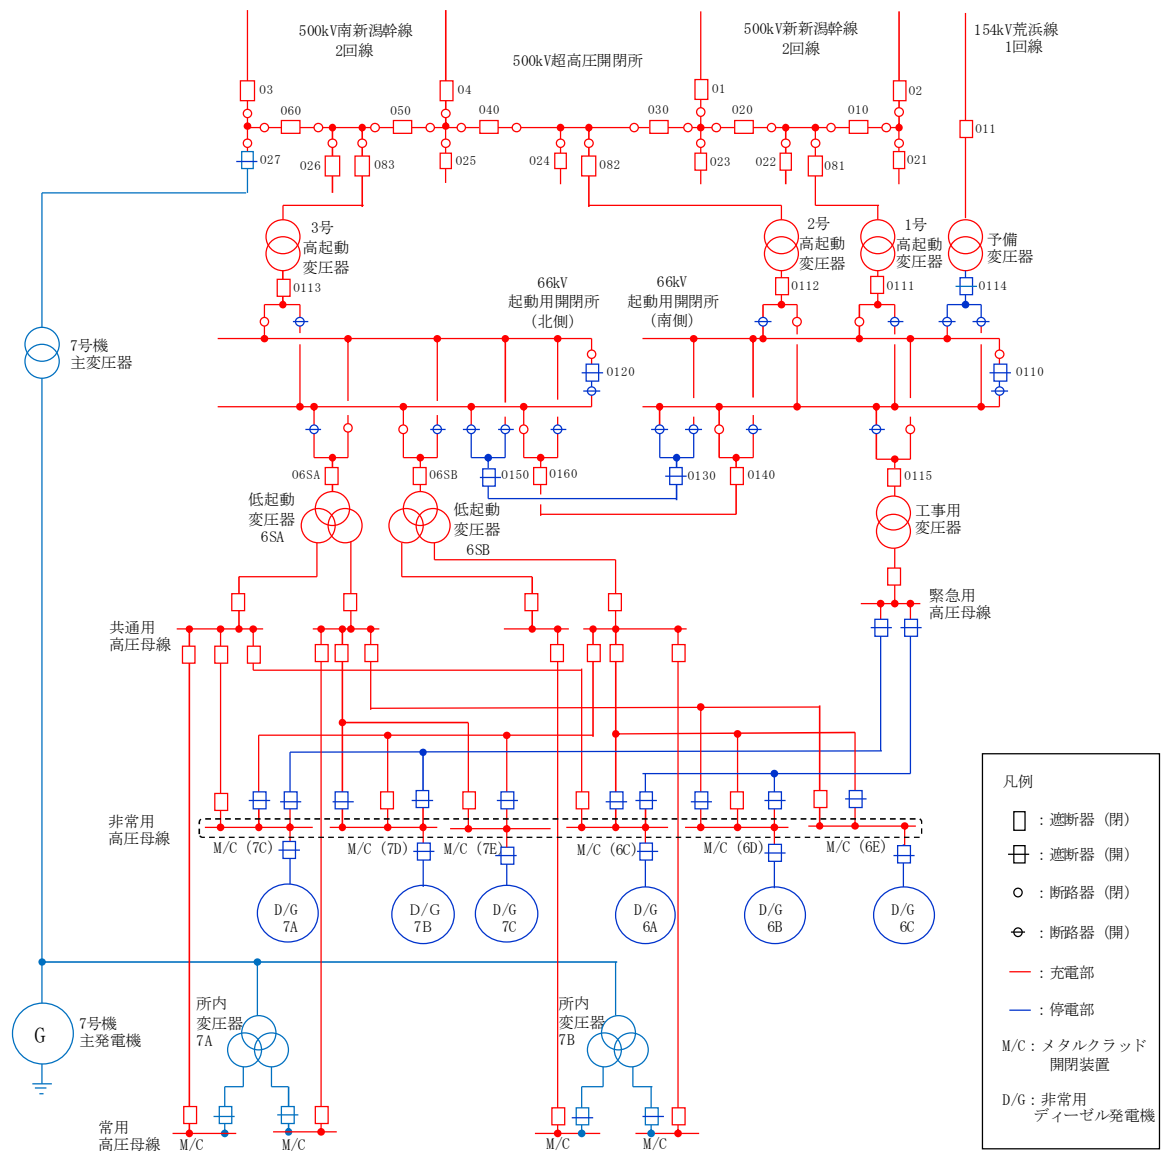 500kV南新潟幹線
2回線
500kV超高圧開閉所
500kV新新潟幹線
2回線
154kV荒浜線
1回線
03
04
01
02
060
050
040
030
020
010
011
027
026
083
025
024
082
023
022
081
021
3号
高起動
変圧器
2号
高起動
変圧器
1号
高起動
変圧器
予備
変圧器
0113
0112
0111
0114
66kV
起動用開閉所
(北側)
66kV
起動用開閉所
(南側)
7号機
主変圧器
0120
0110
06SA
06SB
0150
0160
0130
0140
0115
低起動
変圧器
6SA
低起動
変圧器
6SB
工事用
変圧器
緊急用
高圧母線
共通用
高圧母線
非常用
高圧母線
M/C (7C)
M/C (7D)
M/C (7E)
M/C (6C)
M/C (6D)
M/C (6E)
D/G
7A
D/G
7B
D/G
7C
D/G
6A
D/G
6B
D/G
6C
G
7号機
主発電機
所内
変圧器
7A
所内
変圧器
7B
常用
高圧母線
M/C
M/C
M/C
M/C
凡例
：遮断器 (閉)
：遮断器 (開)
：断路器 (閉)
：断路器 (開)
：充電部
：停電部
M/C：メタルクラッド
開閉装置
D/G：非常用
ディーゼル発電機